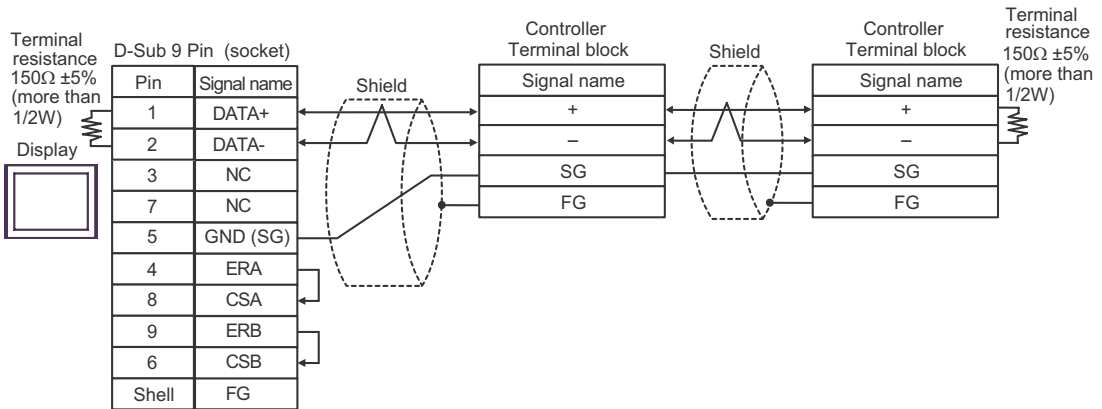 Terminal
resistance
150Ω ±5%
(more than
1/2W)
Display
D-Sub 9 Pin (socket)
Pin Signal name
1 DATA+
2 DATA-
3 NC
7 NC
5 GND (SG)
4 ERA
8 CSA
9 ERB
6 CSB
Shell FG
Shield
Controller
Terminal block
Signal name
+
–
SG
FG
Shield
Controller
Terminal block
Signal name
+
–
SG
FG
Terminal
resistance
150Ω ±5%
(more than
1/2W)